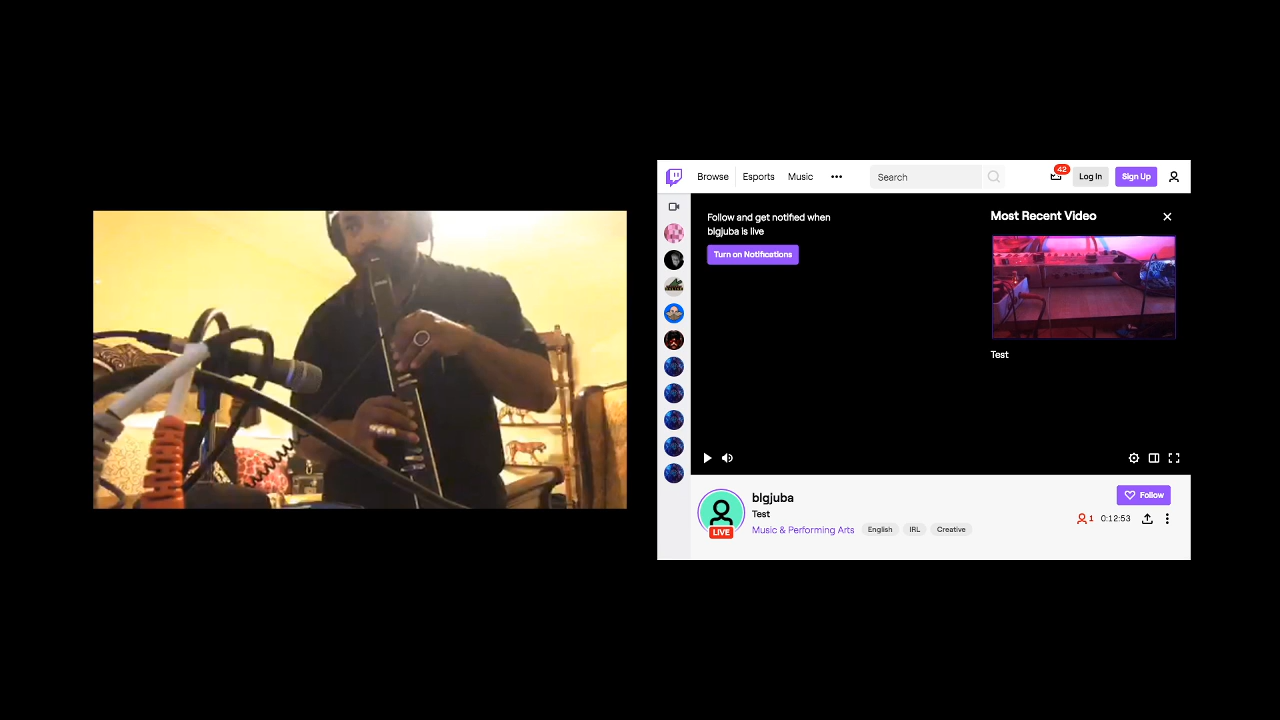 Browse
Esports
Music
Search
42
Log In
Sign Up
Follow and get notified when
blgjuba is live
Turn on Notifications
Most Recent Video
Test
blgjuba
Test
Music & Performing Arts
English
IRL
Creative
LIVE
Follow
1
0:12:53